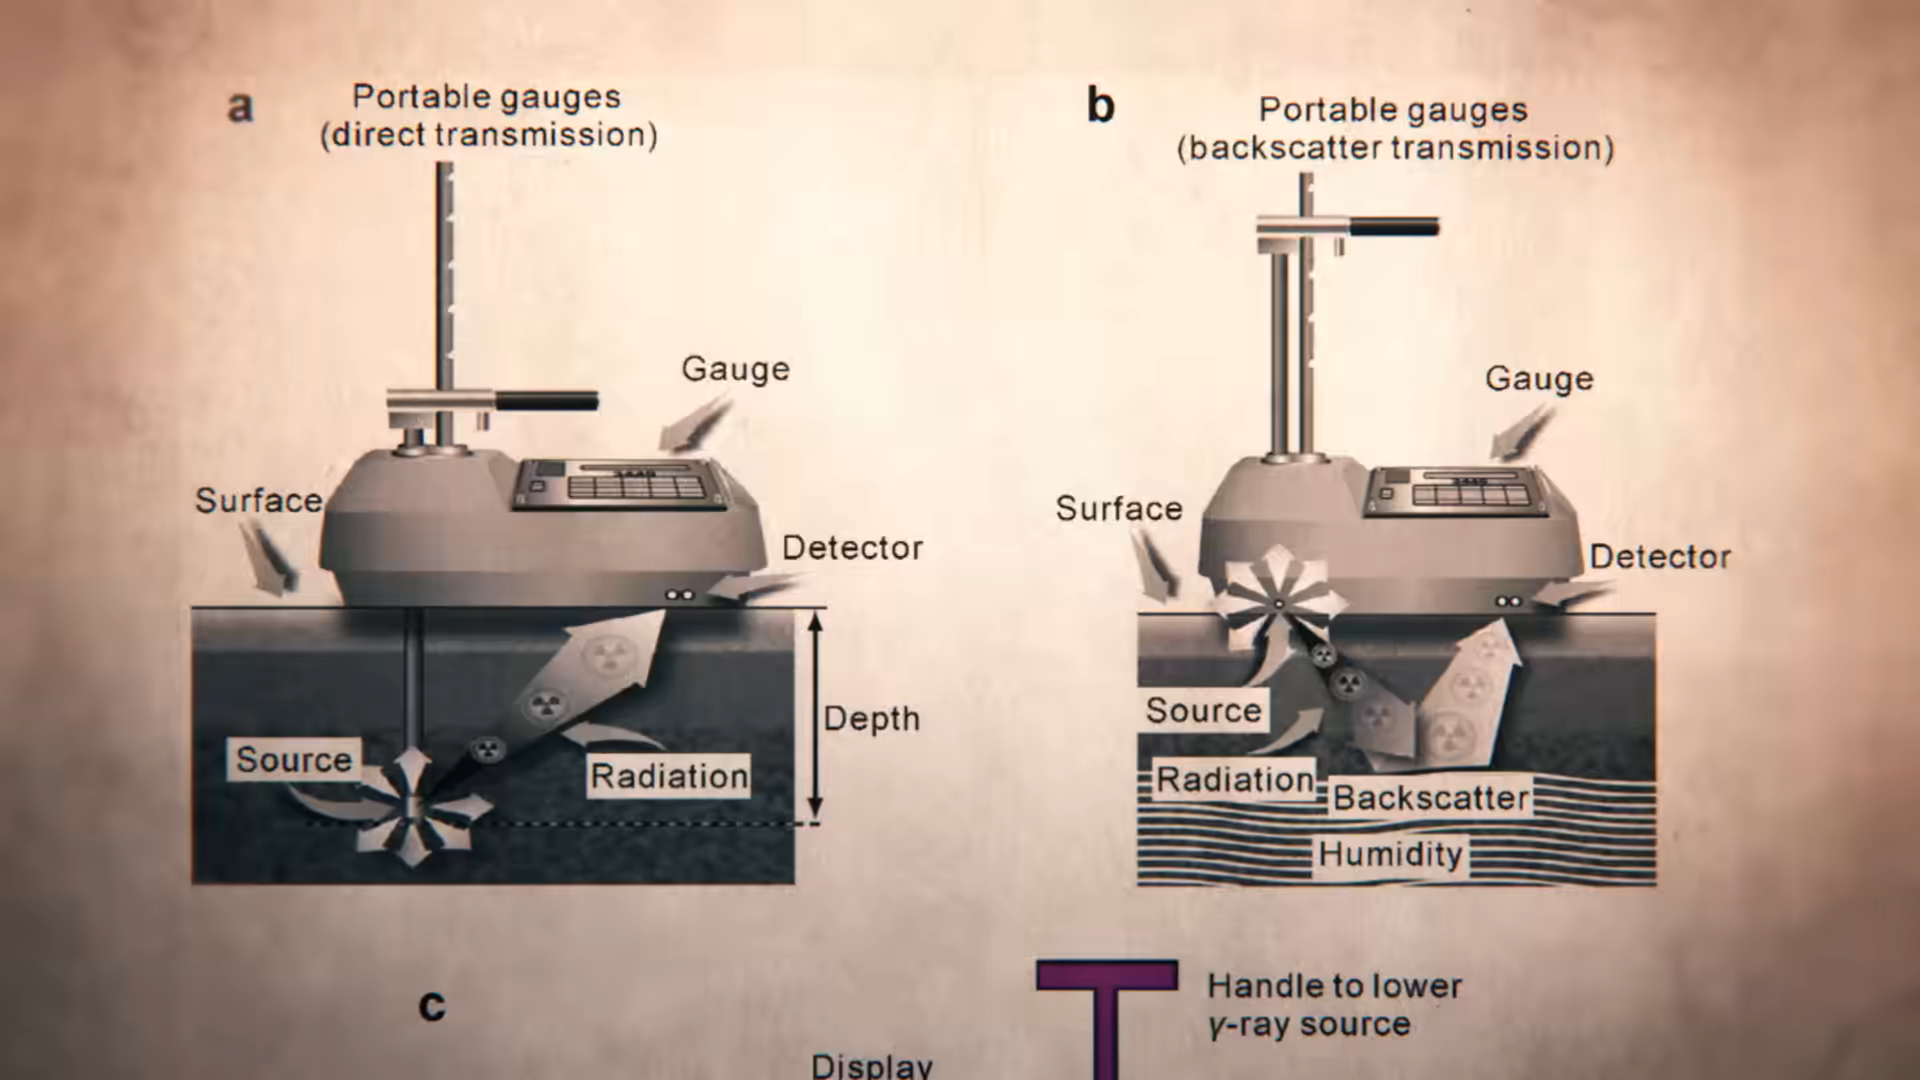 a
Portable gauges
(direct transmission)
Gauge
Surface
Detector
Depth
Source
Radiation
b
Portable gauges
(backscatter transmission)
Gauge
Surface
Detector
Source
Radiation
Backscatter
Humidity
c
Handle to lower
γ-ray source
Display